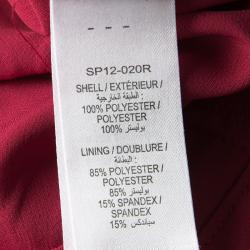 - - -
SP12-020R
SHELL / EXTÉRIEUR /
الطبقة الخارجية :
100% POLYESTER /
POLYESTER
100% بوليستر
LINING / DOUBLURE /
البطانة :
85% POLYESTER /
POLYESTER
85% بوليستر
15% SPANDEX /
SPANDEX
15% سباندكس